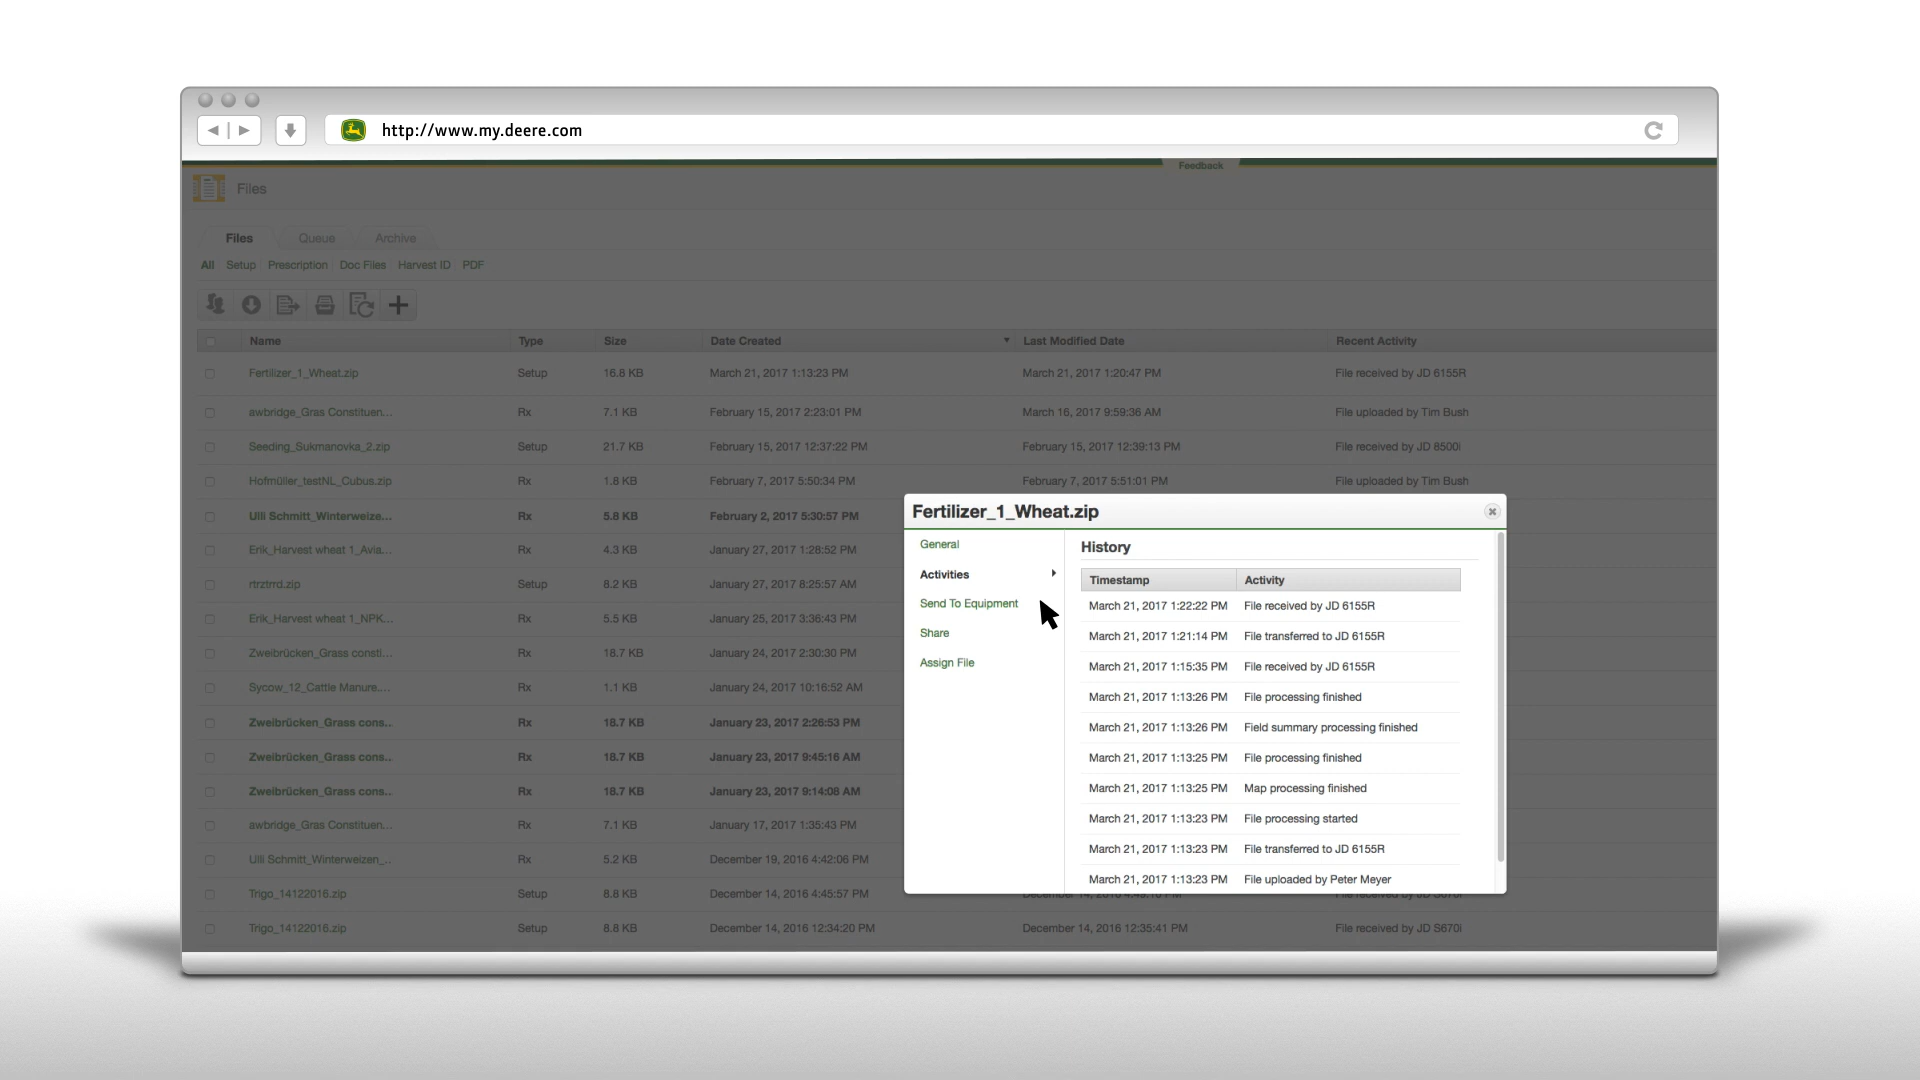 http://www.my.deere.com
Feedback
Files
Files Queue Archive
All Setup Prescription Doc Files Harvest ID PDF
Name Type Size Date Created Last Modified Date Recent Activity
Fertilizer_1_Wheat.zip Setup 16.8 KB March 21, 2017 1:13:23 PM March 21, 2017 1:20:47 PM File received by JD 6155R
awbridge_Gras Constituen... Rx 7.1 KB February 15, 2017 2:23:01 PM March 16, 2017 9:59:36 AM File uploaded by Tim Bush
Seeding_Sukmanovka_2.zip Setup 21.7 KB February 15, 2017 12:37:22 PM February 15, 2017 12:39:13 PM File received by JD 8500i
Hofmüller_testNL_Cubus.zip Rx 1.8 KB February 7, 2017 5:50:34 PM February 7, 2017 5:51:01 PM File uploaded by Tim Bush
Ulli Schmitt_Winterweize... Rx 5.8 KB February 2, 2017 5:30:57 PM
Erik_Harvest wheat 1_Avia... Rx 4.3 KB January 27, 2017 1:28:52 PM
rtrztrrd.zip Setup 8.2 KB January 27, 2017 8:25:57 AM
Erik_Harvest wheat 1_NPK... Rx 5.5 KB January 25, 2017 3:36:43 PM
Zweibrücken_Grass consti... Rx 18.7 KB January 24, 2017 2:30:30 PM
Sycow_12_Cattle Manure.... Rx 1.1 KB January 24, 2017 10:16:52 AM
Zweibrücken_Grass cons... Rx 18.7 KB January 23, 2017 2:26:53 PM
Zweibrücken_Grass cons... Rx 18.7 KB January 23, 2017 9:45:16 AM
Zweibrücken_Grass cons... Rx 18.7 KB January 23, 2017 9:14:08 AM
awbridge_Gras Constituen... Rx 7.1 KB January 17, 2017 1:35:43 PM
Ulli Schmitt_Winterweizen_... Rx 5.2 KB December 19, 2016 4:42:06 PM
Trigo_14122016.zip Setup 8.8 KB December 14, 2016 4:45:57 PM
Trigo_14122016.zip Setup 8.8 KB December 14, 2016 12:34:20 PM December 14, 2016 12:35:41 PM File received by JD S670i
Fertilizer_1_Wheat.zip
General
Activities
Send To Equipment
Share
Assign File
History
Timestamp Activity
March 21, 2017 1:22:22 PM File received by JD 6155R
March 21, 2017 1:21:14 PM File transferred to JD 6155R
March 21, 2017 1:15:35 PM File received by JD 6155R
March 21, 2017 1:13:26 PM File processing finished
March 21, 2017 1:13:26 PM Field summary processing finished
March 21, 2017 1:13:25 PM File processing finished
March 21, 2017 1:13:25 PM Map processing finished
March 21, 2017 1:13:23 PM File processing started
March 21, 2017 1:13:23 PM File transferred to JD 6155R
March 21, 2017 1:13:23 PM File uploaded by Peter Meyer